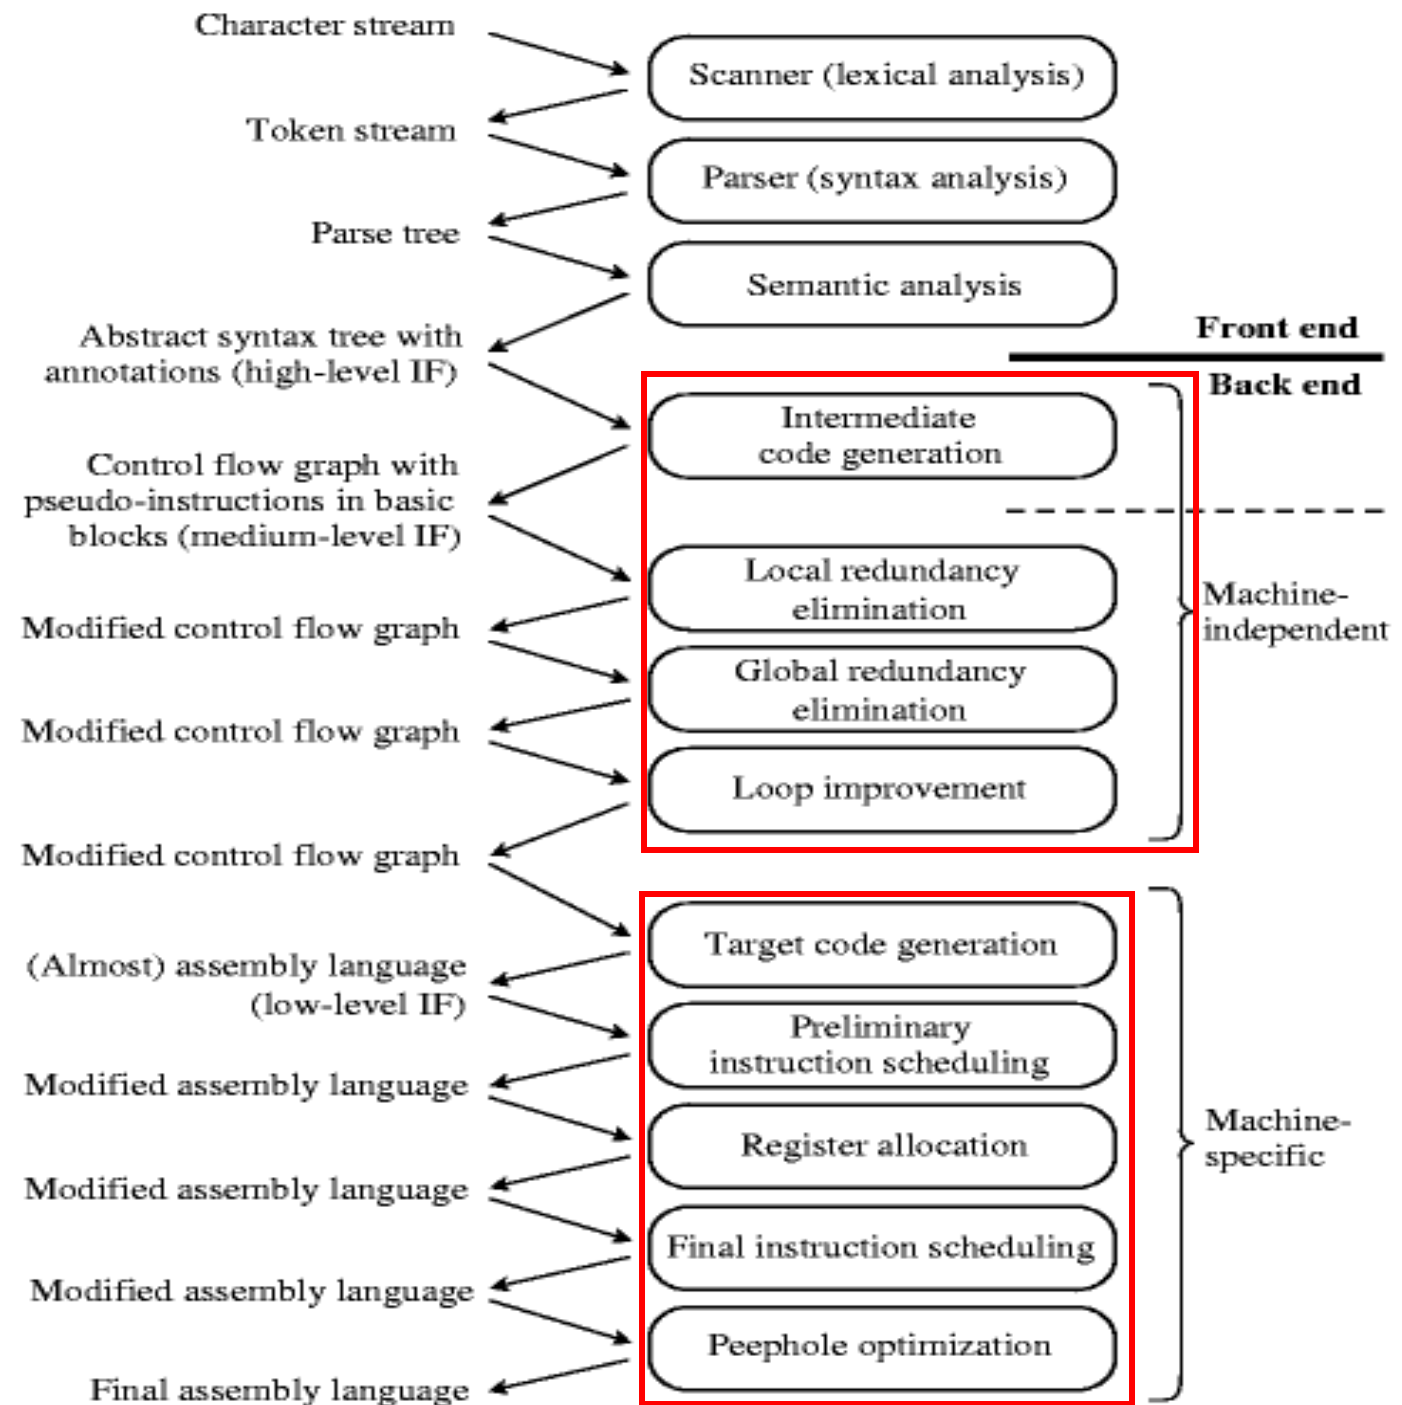 Character stream
Scanner (lexical analysis)
Token stream
Parser (syntax analysis)
Parse tree
Semantic analysis
Abstract syntax tree with
annotations (high-level IF)
Front end
Back end
Intermediate
code generation
Control flow graph with
pseudo-instructions in basic
blocks (medium-level IF)
Local redundancy
elimination
Machine-
independent
Modified control flow graph
Global redundancy
elimination
Modified control flow graph
Loop improvement
Modified control flow graph
Target code generation
(Almost) assembly language
(low-level IF)
Preliminary
instruction scheduling
Modified assembly language
Register allocation
Machine-
specific
Modified assembly language
Final instruction scheduling
Modified assembly language
Peephole optimization
Final assembly language